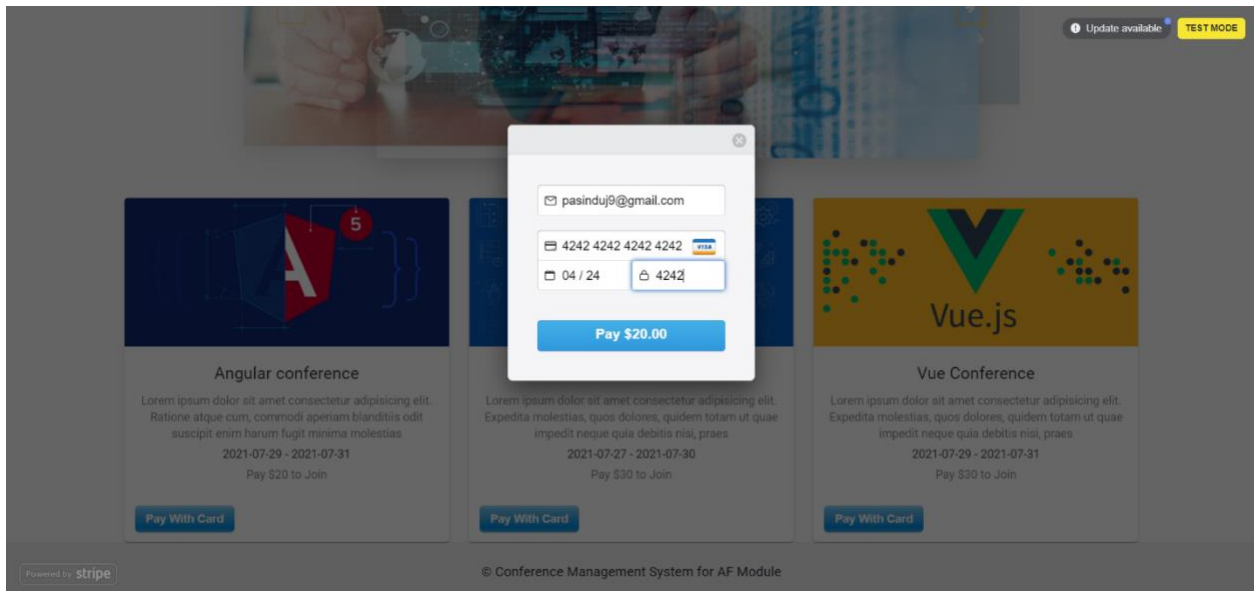 Update available
TEST MODE
pasinduj9@gmail.com
4242 4242 4242 4242 VISA
04 / 24 4242
Pay $20.00
5
Vue.js
Angular conference
Lorem ipsum dolor sit amet consectetur adipisicing elit.
Ratione atque cum, commodi aperiam blanditiis odit
suscipit enim harum fugit minima molestias
2021-07-29 - 2021-07-31
Pay $20 to Join
Pay With Card
Lorem ipsum dolor sit amet consectetur adipisicing elit.
Expedita molestias, quos dolores, quidem totam ut quae
impedit neque quia debitis nisi, praes
2021-07-27 - 2021-07-30
Pay $30 to Join
Pay With Card
Vue Conference
Lorem ipsum dolor sit amet consectetur adipisicing elit.
Expedita molestias, quos dolores, quidem totam ut quae
impedit neque quia debitis nisi, praes
2021-07-29 - 2021-07-31
Pay $30 to Join
Pay With Card
Powered by stripe
© Conference Management System for AF Module